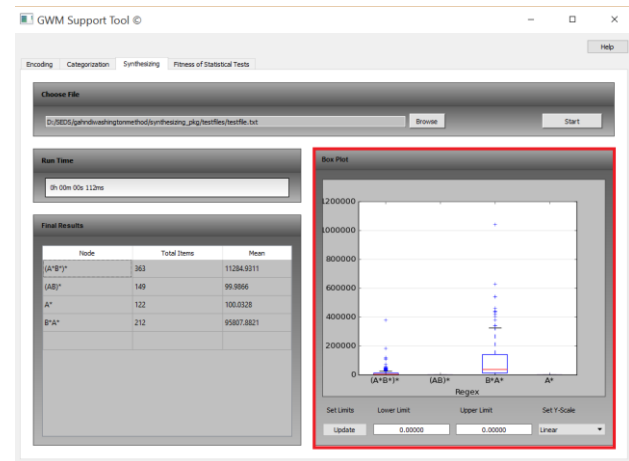 GWM Support Tool ©
Help
Encoding Categorization Synthesizing Fitness of Statistical Tests
Choose File
D:/SEDS/gahndiwashingtonmethod/synthesizing_pkg/testfiles/testfile.txt Browse Start
Run Time
0h 00m 00s 112ms
Final Results
Node Total Items Mean
(A*B*)* 363 11284.9311
(AB)* 149 99.9866
A* 122 100.0328
B*A* 212 95807.8821
Box Plot
1200000
1000000
800000
600000
400000
200000
0
(A*B*)* (AB)* B*A* A*
Regex
Set Limits Lower Limit Upper Limit Set Y-Scale
Update 0.00000 0.00000 Linear